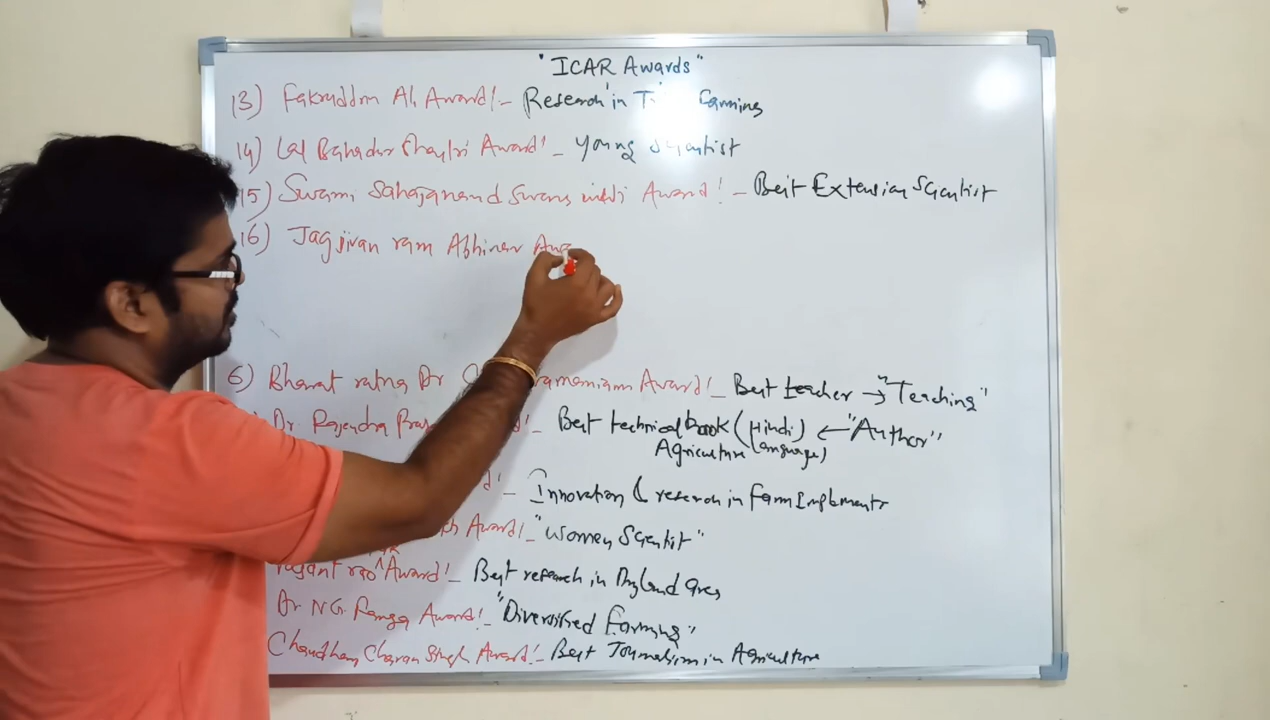 "ICAR Awards"
13) Fakruddin Ali Award:- Research in Farming
14) Lal Bahadur Shastri Award:- Young Scientist
15) Swami Sahajanand Award:- Best Extension Scientist
16) Jagjivan ram Abhinav
6) Bharat ratna Dr Award:- Best teacher → "Teaching"
Dr. Rajendra - Best technical book (Hindi) ← "Author"
Agriculture (language)
- Innovation & research in Farm Implements
Award:- "Women Scientist"
rao Award:- Best research in Dryland area
Dr NG. Ranga Award:- "Diversified Farming"
Chaudhary Charan Singh Award:- Best Journalism in Agriculture